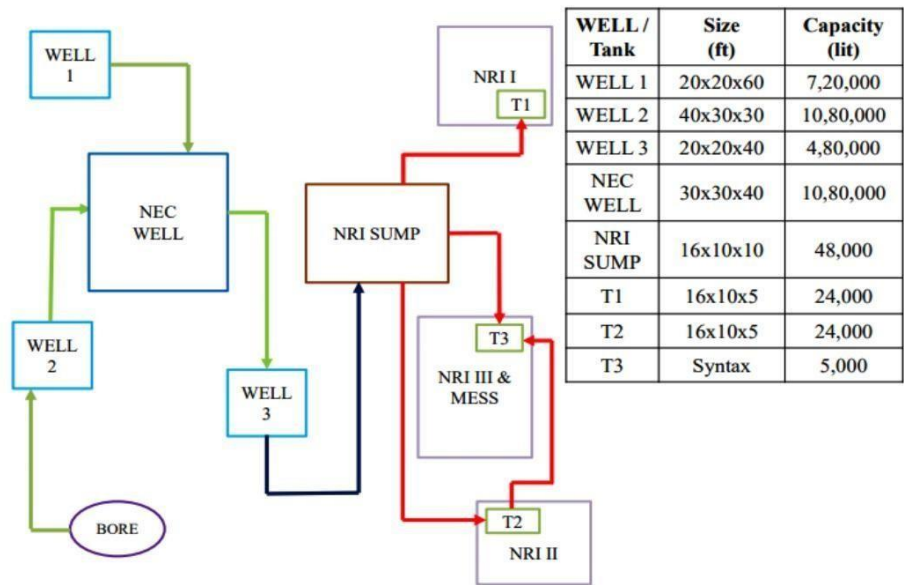 WELL
1
NEC
WELL
WELL
2
BORE
WELL
3
NRI SUMP
NRI I
T1
T3
NRI III &
MESS
T2
NRI II
WELL / Tank Size (ft) Capacity (lit)
WELL 1 20x20x60 7,20,000
WELL 2 40x30x30 10,80,000
WELL 3 20x20x40 4,80,000
NEC WELL 30x30x40 10,80,000
NRI SUMP 16x10x10 48,000
T1 16x10x5 24,000
T2 16x10x5 24,000
T3 Syntax 5,000